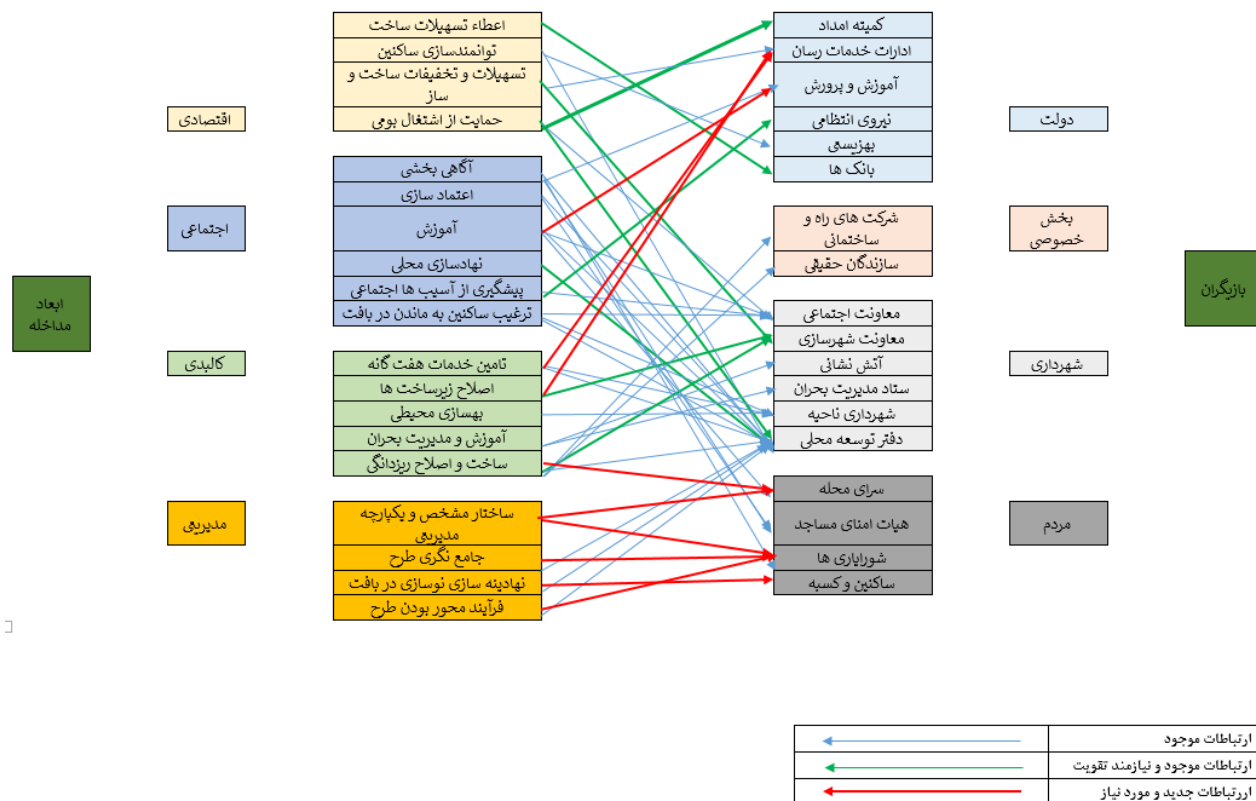 بازیگران
دولت
بخش
خصوصی
شهرداری
مردم
کمیته امداد
ادارات خدمات رسان
آموزش و پرورش
نیروی انتظامی
بهزیستی
بانک ها
شرکت های راه و
ساختمانی
سازندگان حقیقی
معاونت اجتماعی
معاونت شهرسازی
آتش نشانی
ستاد مدیریت بحران
شهرداری ناحیه
دفتر توسعه محلی
سرای محله
هیات امنای مساجد
شورایاری ها
ساکنین و کسبه
اعطاء تسهیلات ساخت
توانمندسازی ساکنین
تسهیلات و تخفیفات ساخت و
ساز
حمایت از اشتغال بومی
آگاهی بخشی
اعتماد سازی
آموزش
نهادسازی محلی
پیشگیری از آسیب ها اجتماعی
ترغیب ساکنین به ماندن در بافت
تامین خدمات هفت گانه
اصلاح زیرساخت ها
بهسازی محیطی
آموزش و مدیریت بحران
ساخت و اصلاح ریزدانگی
ساختار مشخص و یکپارچه
مدیریتی
جامع نگری طرح
نهادینه سازی نوسازی در بافت
فرآیند محور بودن طرح
اقتصادی
اجتماعی
کالبدی
مدیریتی
ابعاد
مداخله
ارتباطات موجود
ارتباطات موجود و نیازمند تقویت
اررتباطات جدید و مورد نیاز